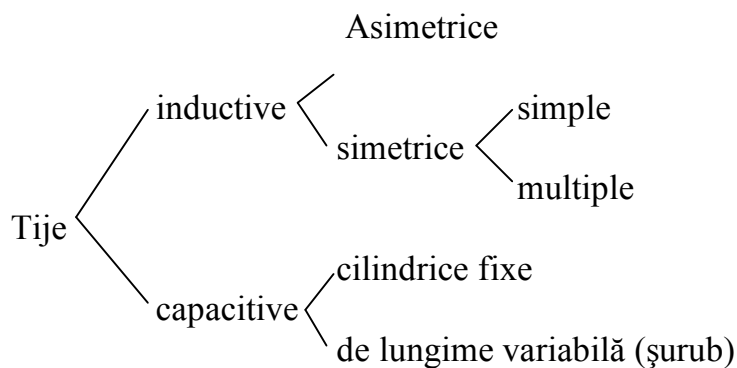 Asimetrice
inductive
simple
simetrice
multiple
Tije
cilindrice fixe
capacitive
de lungime variabilă (şurub)